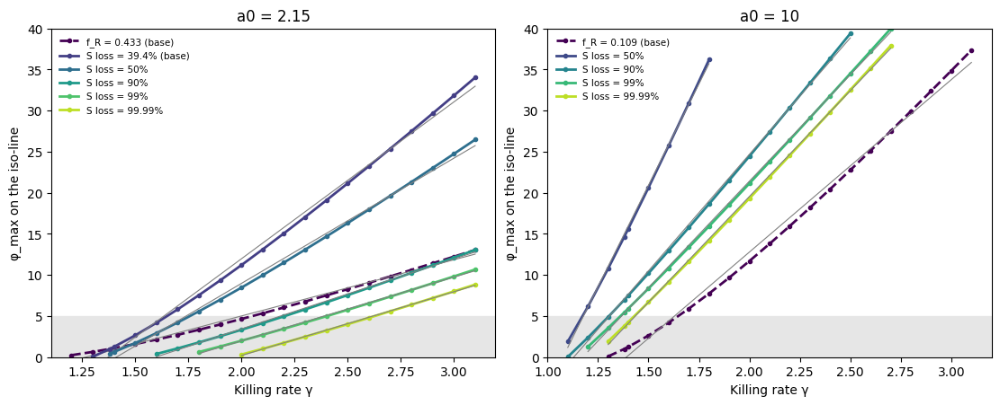 a0 = 2.15
f_R = 0.433 (base)
S loss = 39.4% (base)
S loss = 50%
S loss = 90%
S loss = 99%
S loss = 99.99%
φ_max on the iso-line
40
35
30
25
20
15
10
5
0
1.25 1.50 1.75 2.00 2.25 2.50 2.75 3.00
Killing rate γ
a0 = 10
f_R = 0.109 (base)
S loss = 50%
S loss = 90%
S loss = 99%
S loss = 99.99%
φ_max on the iso-line
40
35
30
25
20
15
10
5
0
1.00 1.25 1.50 1.75 2.00 2.25 2.50 2.75 3.00
Killing rate γ